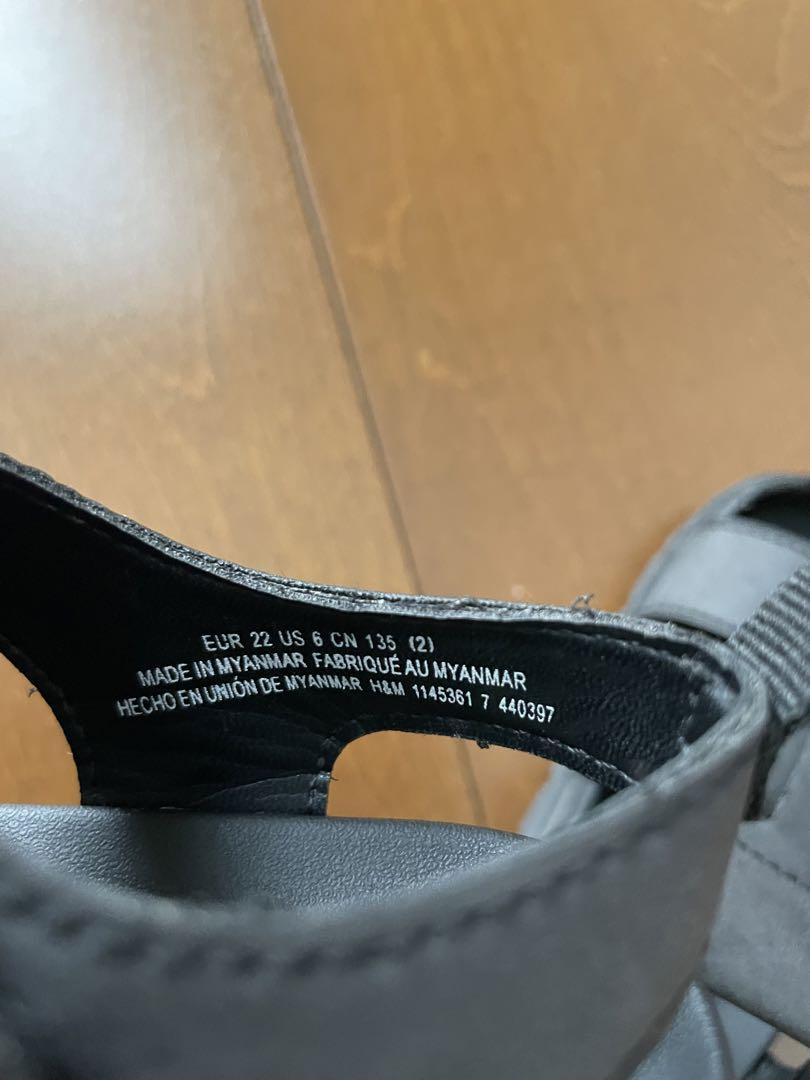 EUR 22 US 6 CN 135 (2)
MADE IN MYANMAR FABRIQUÉ AU MYANMAR
HECHO EN UNIÓN DE MYANMAR H&M 1145361 7 440397